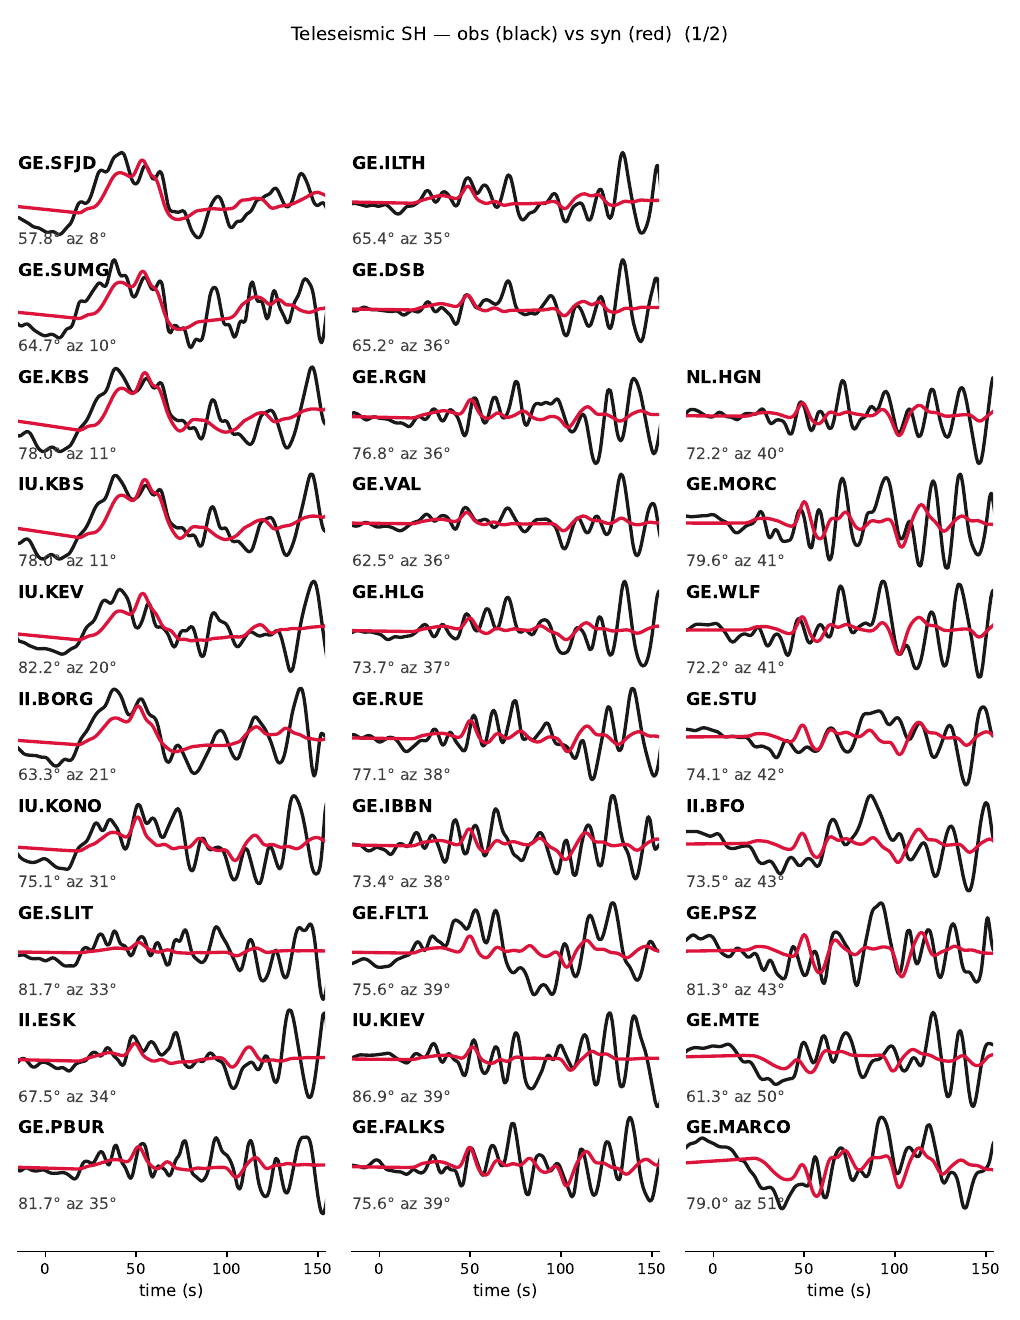 Teleseismic SH — obs (black) vs syn (red)  (1/2)
GE.SFJD
57.8° az 8°
GE.SUMG
64.7° az 10°
GE.KBS
78.0° az 11°
IU.KBS
78.0° az 11°
IU.KEV
82.2° az 20°
II.BORG
63.3° az 21°
IU.KONO
75.1° az 31°
GE.SLIT
81.7° az 33°
II.ESK
67.5° az 34°
GE.PBUR
81.7° az 35°
0 50 100 150
time (s)
GE.ILTH
65.4° az 35°
GE.DSB
65.2° az 36°
GE.RGN
76.8° az 36°
GE.VAL
62.5° az 36°
GE.HLG
73.7° az 37°
GE.RUE
77.1° az 38°
GE.IBBN
73.4° az 38°
GE.FLT1
75.6° az 39°
IU.KIEV
86.9° az 39°
GE.FALKS
75.6° az 39°
0 50 100 150
time (s)
NL.HGN
72.2° az 40°
GE.MORC
79.6° az 41°
GE.WLF
72.2° az 41°
GE.STU
74.1° az 42°
II.BFO
73.5° az 43°
GE.PSZ
81.3° az 43°
GE.MTE
61.3° az 50°
GE.MARCO
79.0° az 51°
0 50 100 150
time (s)